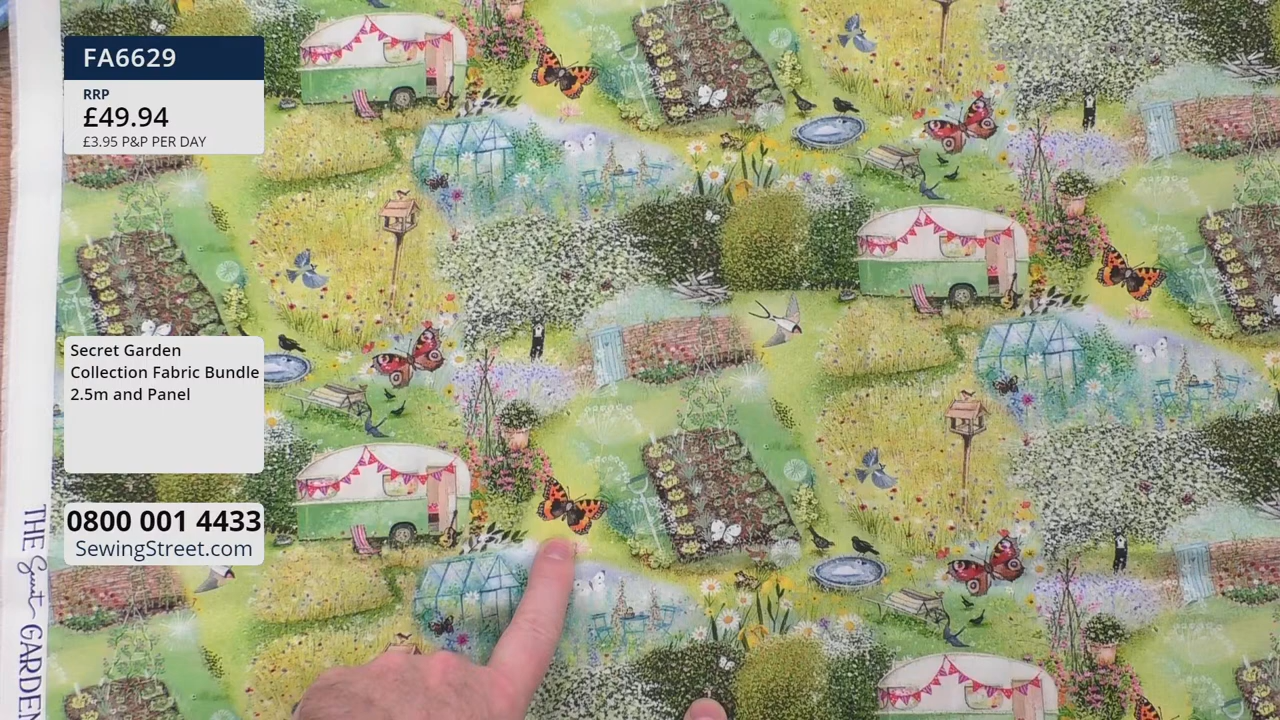 FA6629
RRP
£49.94
£3.95 P&P PER DAY
Secret Garden
Collection Fabric Bundle
2.5m and Panel
0800 001 4433
SewingStreet.com
THE Secret GARDEN